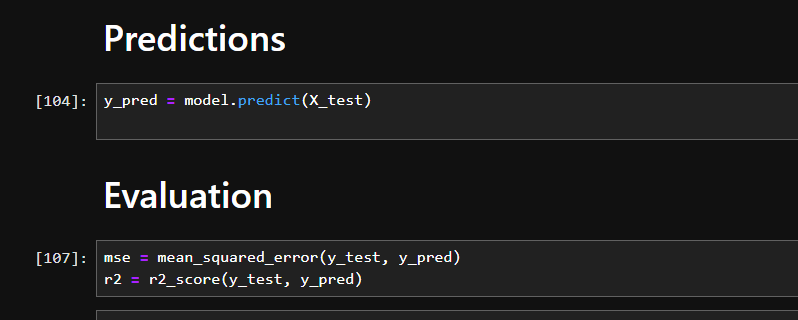 Predictions
[104]: y_pred = model.predict(X_test)
Evaluation
[107]: mse = mean_squared_error(y_test, y_pred)
r2 = r2_score(y_test, y_pred)